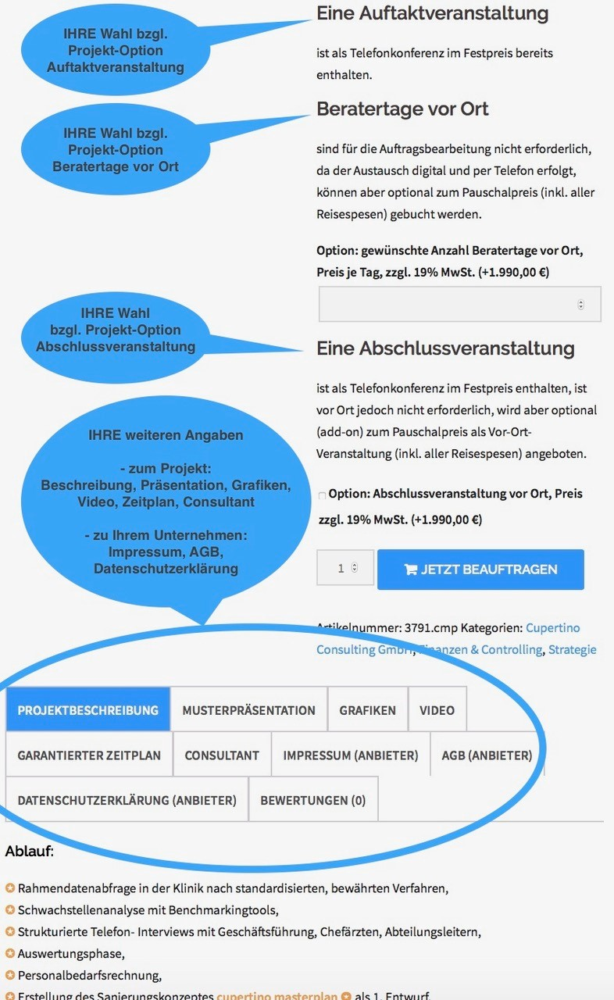 IHRE Wahl bzgl.
Projekt-Option
Auftaktveranstaltung
Eine Auftaktveranstaltung
ist als Telefonkonferenz im Festpreis bereits
enthalten.
IHRE Wahl bzgl.
Projekt-Option
Beratertage vor Ort
Beratertage vor Ort
sind für die Auftragsbearbeitung nicht erforderlich,
da der Austausch digital und per Telefon erfolgt,
können aber optional zum Pauschalpreis (inkl. aller
Reisespesen) gebucht werden.
Option: gewünschte Anzahl Beratertage vor Ort,
Preis je Tag, zzgl. 19% MwSt. (+1.990,00 €)
IHRE Wahl
bzgl. Projekt-Option
Abschlussveranstaltung
Eine Abschlussveranstaltung
ist als Telefonkonferenz im Festpreis enthalten, ist
vor Ort jedoch nicht erforderlich, wird aber optional
(add-on) zum Pauschalpreis als Vor-Ort-
Veranstaltung (inkl. aller Reisespesen) angeboten.
Option: Abschlussveranstaltung vor Ort, Preis
zzgl. 19% MwSt. (+1.990,00 €)
IHRE weiteren Angaben
- zum Projekt:
Beschreibung, Präsentation, Grafiken,
Video, Zeitplan, Consultant
- zu Ihrem Unternehmen:
Impressum, AGB,
Datenschutzerklärung
1
JETZT BEAUFTRAGEN
Artikelnummer: 3791.cmp Kategorien: Cupertino
Consulting GmbH, Finanzen & Controlling, Strategie
PROJEKTBESCHREIBUNG MUSTERPRÄSENTATION GRAFIKEN VIDEO
GARANTIERTER ZEITPLAN CONSULTANT IMPRESSUM (ANBIETER) AGB (ANBIETER)
DATENSCHUTZERKLÄRUNG (ANBIETER) BEWERTUNGEN (0)
Ablauf:
Rahmendatenabfrage in der Klinik nach standardisierten, bewährten Verfahren,
Schwachstellenanalyse mit Benchmarkingtools,
Strukturierte Telefon- Interviews mit Geschäftsführung, Chefärzten, Abteilungsleitern,
Auswertungsphase,
Personalbedarfsrechnung,
Erstellung des Sanierungskonzeptes cupertino masterplan als 1. Entwurf,